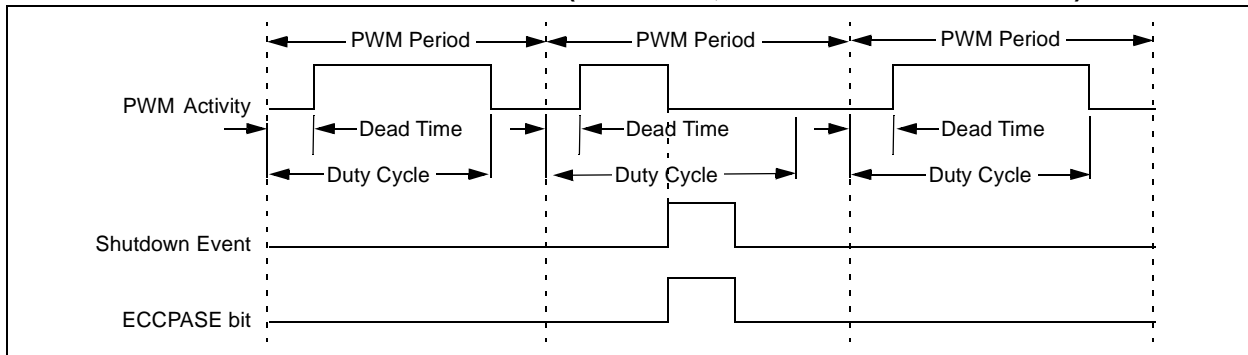 PWM Period PWM Period PWM Period
PWM Activity
Dead Time Dead Time Dead Time
Duty Cycle Duty Cycle Duty Cycle
Shutdown Event
ECCPASE bit